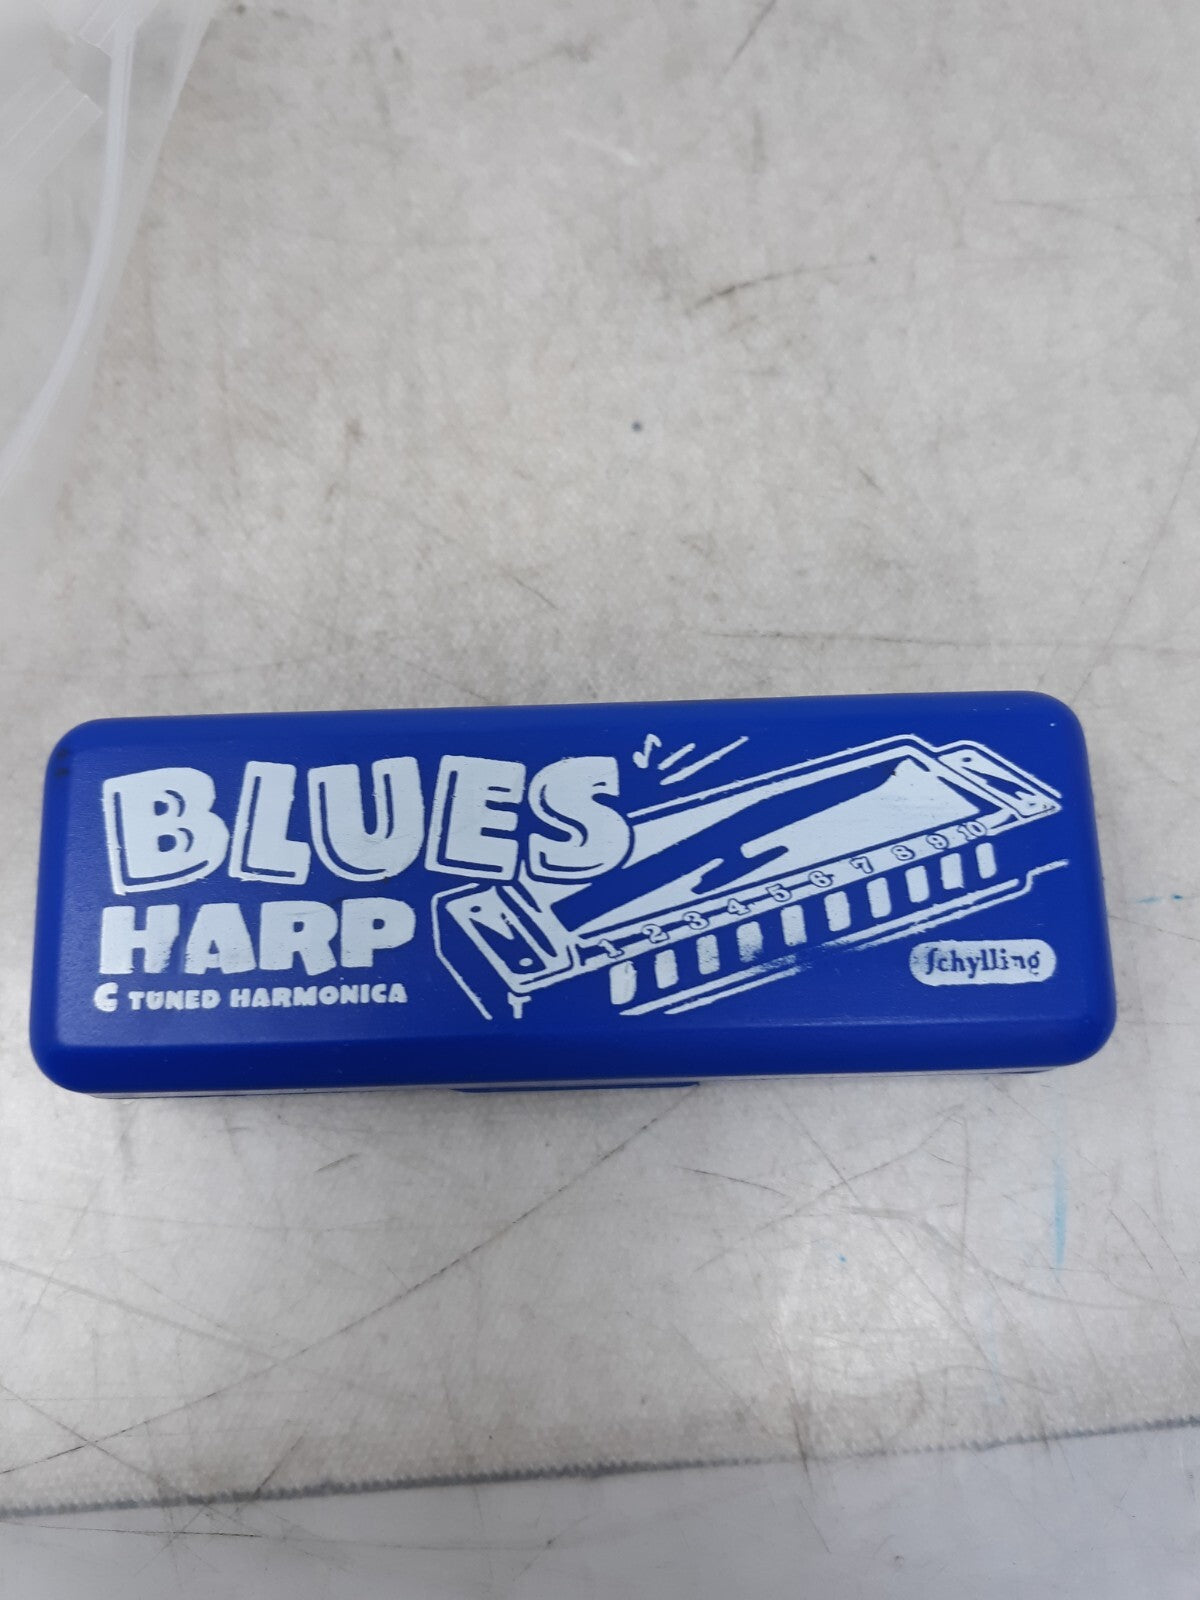 BLUES
HARP
C TUNED HARMONICA
1 2 3 4 5 6 7 8 9 10
Schylling